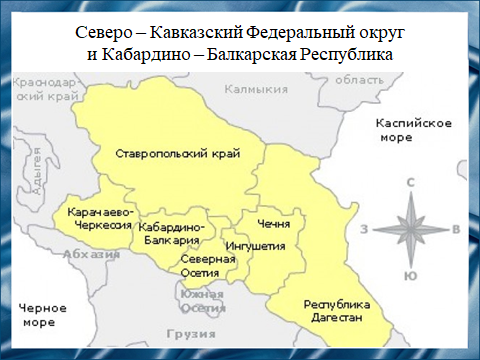 Северо – Кавказский Федеральный округ
и Кабардино – Балкарская Республика
Краснодар-
ский край
область
Калмыкия
Каспийское
море
Адыгея
Ставропольский край
С
З
В
Ю
Карачаево-
Черкессия
Кабардино-
Балкария
Чечня
Ингушетия
Северная
Осетия
Абхазия
Южная
Осетия
Черное
море
Грузия
Республика
Дагестан